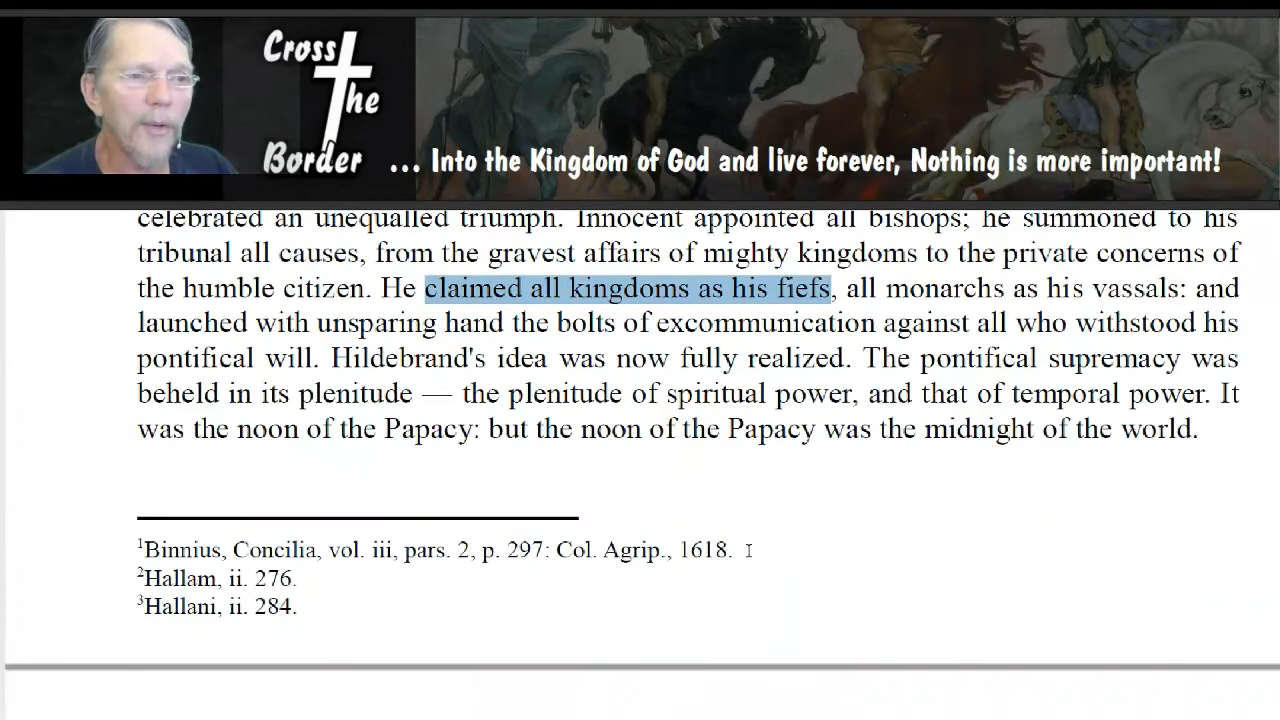 Cross
The
Border
... Into the Kingdom of God and live forever, Nothing is more important!
celebrated an unequalled triumph. Innocent appointed all bishops; he summoned to his
tribunal all causes, from the gravest affairs of mighty kingdoms to the private concerns of
the humble citizen. He claimed all kingdoms as his fiefs, all monarchs as his vassals: and
launched with unsparing hand the bolts of excommunication against all who withstood his
pontifical will. Hildebrand's idea was now fully realized. The pontifical supremacy was
beheld in its plenitude — the plenitude of spiritual power, and that of temporal power. It
was the noon of the Papacy: but the noon of the Papacy was the midnight of the world.
1Binnius, Concilia, vol. iii, pars. 2, p. 297: Col. Agrip., 1618.
2Hallam, ii. 276.
3Hallani, ii. 284.